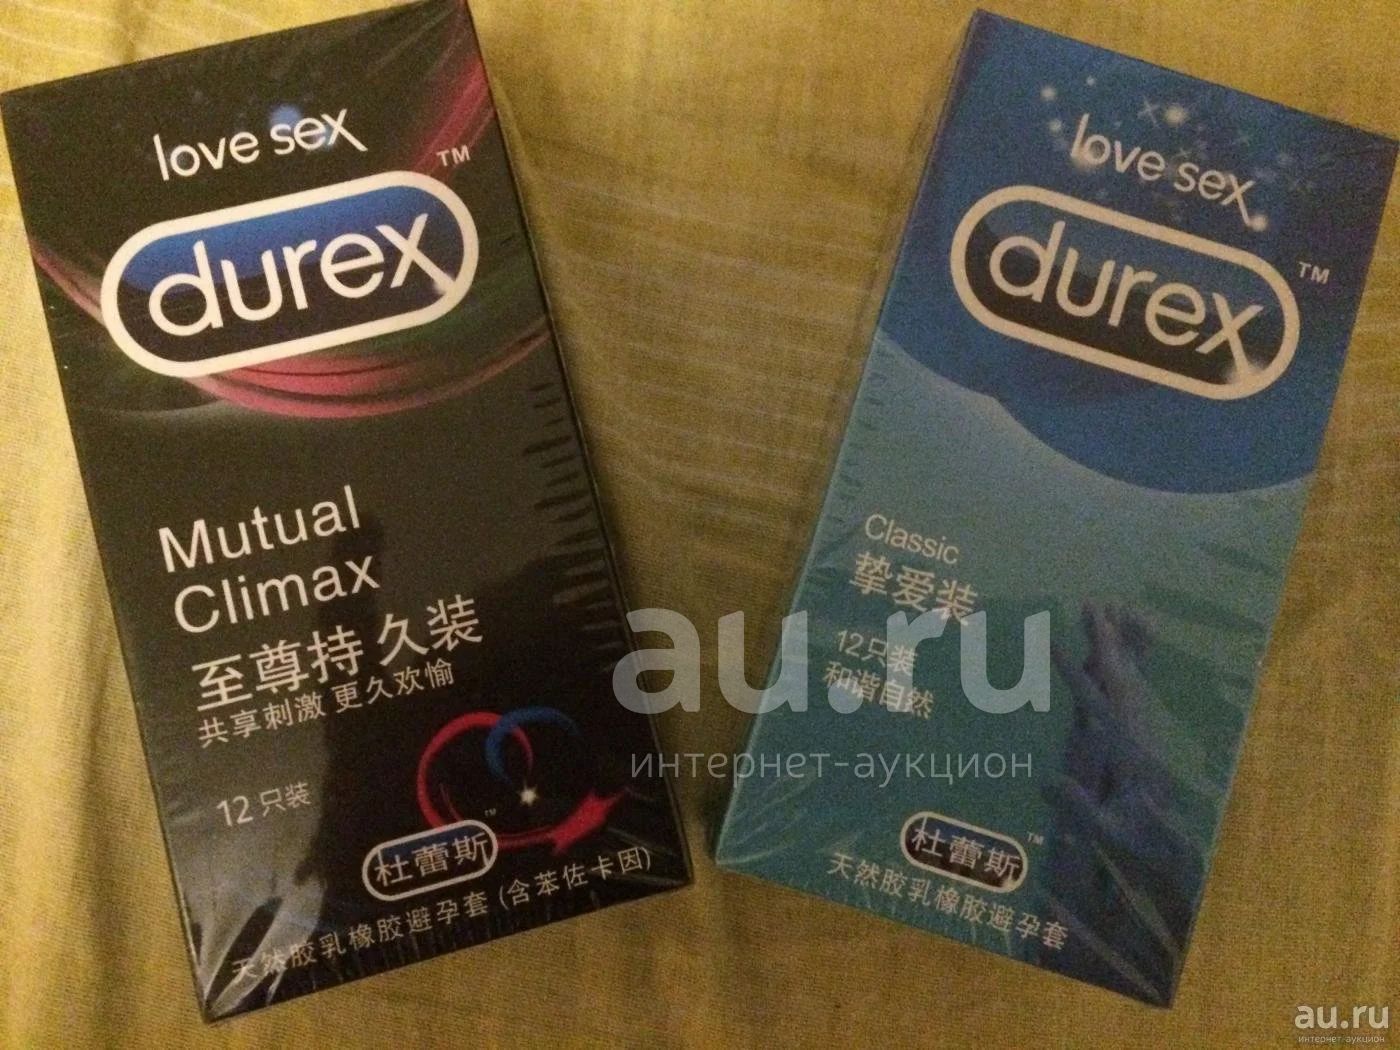 love sex
durex
TM
Mutual
Climax
至尊持久装
共享刺激 更久欢愉
12只装
杜蕾斯
TM
天然胶乳橡胶避孕套 (含苯佐卡因)
love sex
durex
TM
Classic
挚爱装
12只装
和谐自然
杜蕾斯
TM
天然胶乳橡胶避孕套
au.ru
интернет-аукцион
au.ru
интернет-аукцион